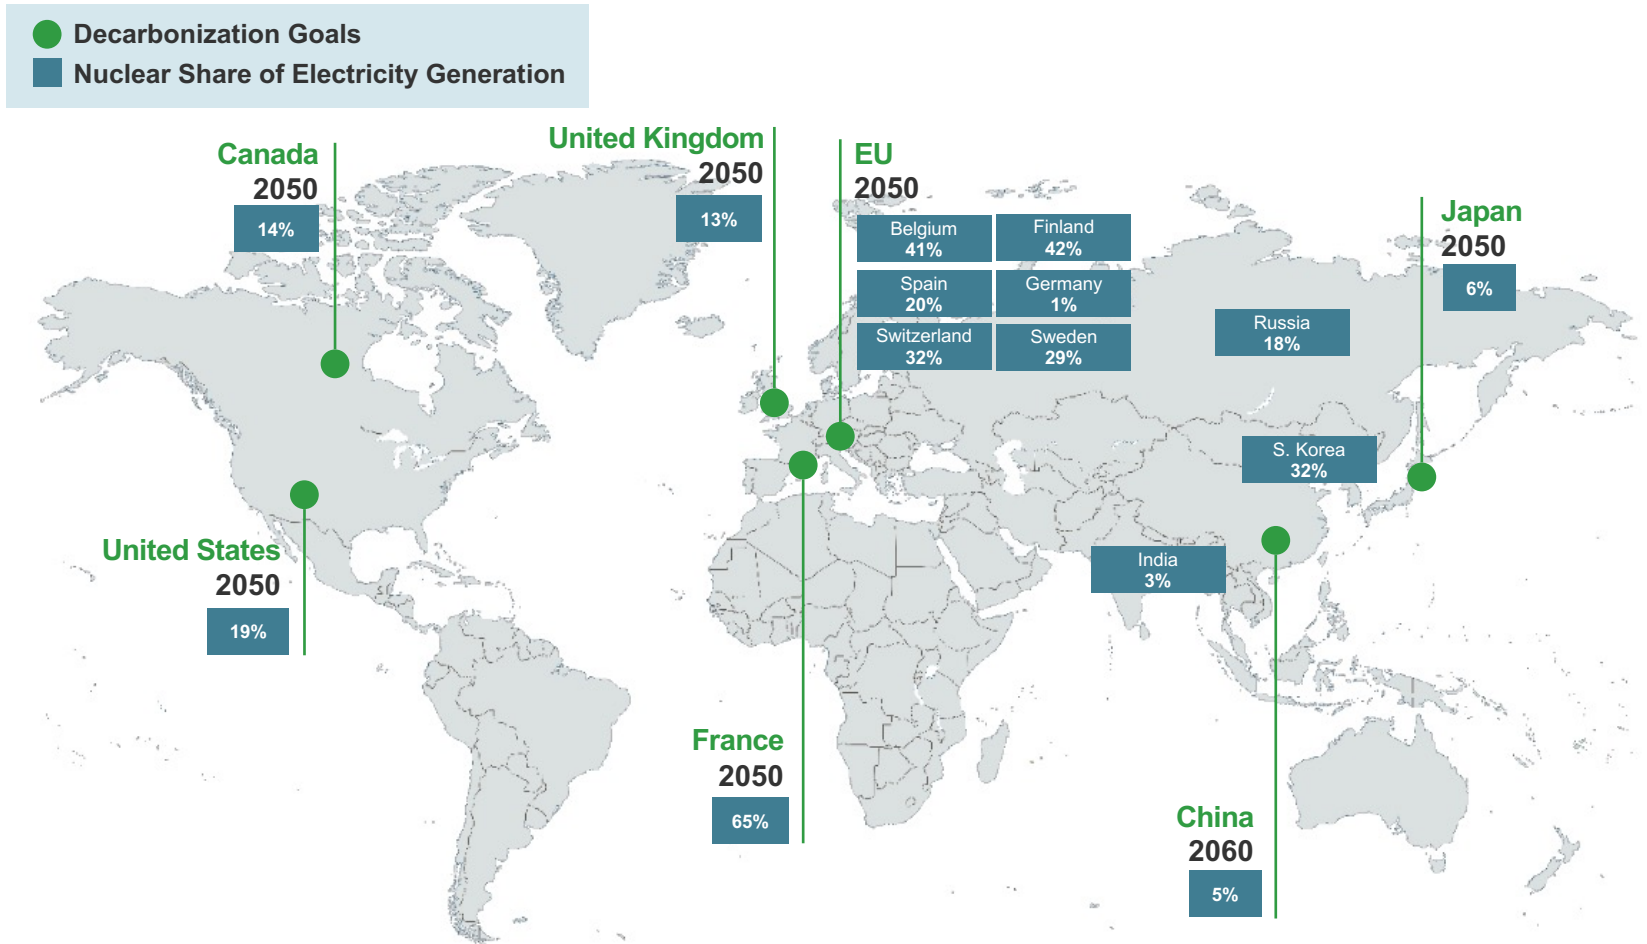 Decarbonization Goals
Nuclear Share of Electricity Generation
Canada
2050
14%
United Kingdom
2050
13%
EU
2050
Belgium
41%
Finland
42%
Spain
20%
Germany
1%
Switzerland
32%
Sweden
29%
Japan
2050
6%
Russia
18%
S. Korea
32%
India
3%
United States
2050
19%
France
2050
65%
China
2060
5%